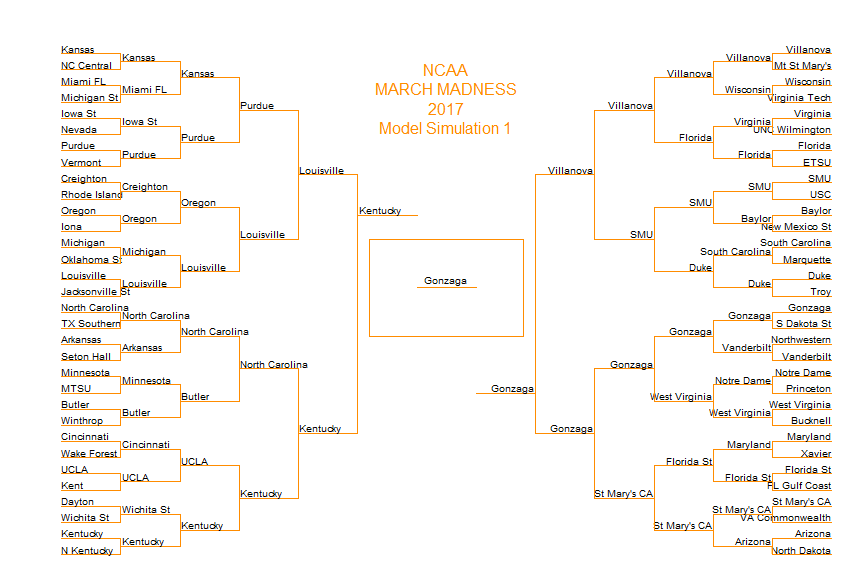 NCAA
MARCH MADNESS
2017
Model Simulation 1
Kansas
NC Central
Miami FL
Michigan St
Iowa St
Nevada
Purdue
Vermont
Creighton
Rhode Island
Oregon
Iona
Michigan
Oklahoma St
Louisville
Jacksonville St
North Carolina
TX Southern
Arkansas
Seton Hall
Minnesota
MTSU
Butler
Winthrop
Cincinnati
Wake Forest
UCLA
Kent
Dayton
Wichita St
Kentucky
N Kentucky
Kansas
Miami FL
Iowa St
Purdue
Creighton
Oregon
Michigan
Louisville
North Carolina
Arkansas
Minnesota
Butler
Cincinnati
UCLA
Wichita St
Kentucky
Kansas
Purdue
Oregon
Louisville
North Carolina
Butler
UCLA
Kentucky
Purdue
Louisville
North Carolina
Kentucky
Louisville
Kentucky
Kentucky
Gonzaga
Gonzaga
Villanova
Gonzaga
Villanova
SMU
Gonzaga
St Mary's CA
Villanova
Florida
SMU
Duke
Gonzaga
West Virginia
Florida St
St Mary's CA
Villanova
Wisconsin
Virginia
Florida
SMU
Baylor
South Carolina
Duke
Gonzaga
Vanderbilt
Notre Dame
West Virginia
Maryland
Florida St
St Mary's CA
Arizona
Villanova
Mt St Mary's
Wisconsin
Virginia Tech
Virginia
UNC Wilmington
Florida
ETSU
SMU
USC
Baylor
New Mexico St
South Carolina
Marquette
Duke
Troy
Gonzaga
S Dakota St
Northwestern
Vanderbilt
Notre Dame
Princeton
West Virginia
Bucknell
Maryland
Xavier
Florida St
FL Gulf Coast
St Mary's CA
VA Commonwealth
Arizona
North Dakota